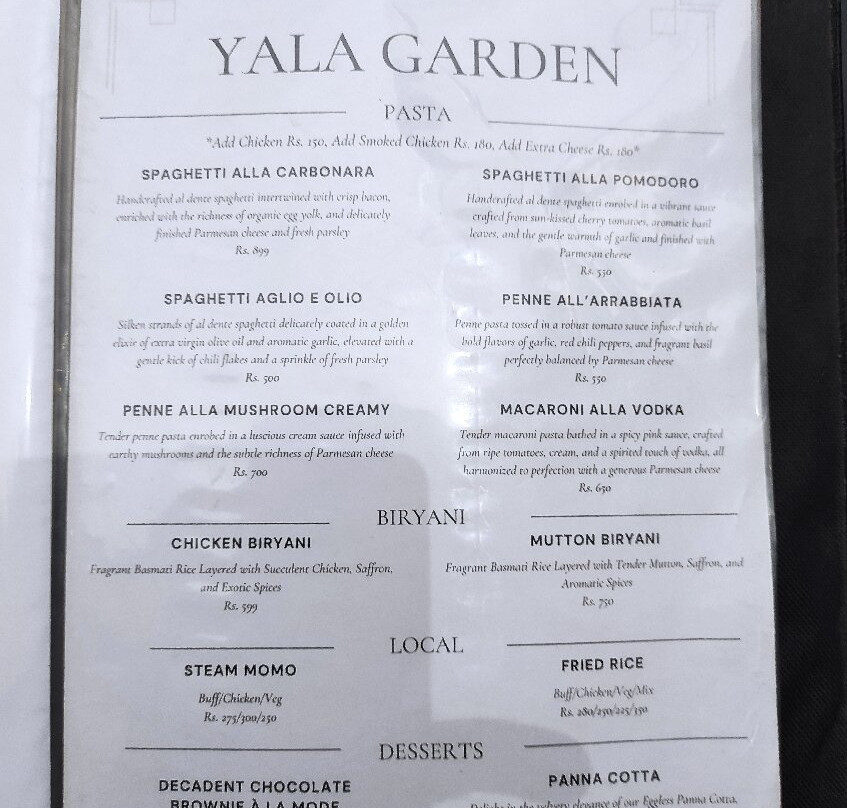 YALA GARDEN
PASTA
*Add Chicken Rs. 150, Add Smoked Chicken Rs. 180, Add Extra Cheese Rs. 180*
SPAGHETTI ALLA CARBONARA
Handcrafted al dente spaghetti intertwined with crisp bacon,
enriched with the richness of organic egg yolk, and delicately
finished Parmesan cheese and fresh parsley
Rs. 899
SPAGHETTI ALLA POMODORO
Handcrafted al dente spaghetti enrobed in a vibrant sauce
crafted from sun-kissed cherry tomatoes, aromatic basil
leaves, and the gentle warmth of garlic and finished with
Parmesan cheese
Rs. 550
SPAGHETTI AGLIO E OLIO
Silken strands of al dente spaghetti delicately coated in a golden
elixir of extra virgin olive oil and aromatic garlic, elevated with a
gentle kick of chili flakes and a sprinkle of fresh parsley
Rs. 500
PENNE ALL'ARRABBIATA
Penne pasta tossed in a robust tomato sauce infused with the
bold flavors of garlic, red chili peppers, and fragrant basil
perfectly balanced by Parmesan cheese
Rs. 550
PENNE ALLA MUSHROOM CREAMY
Tender penne pasta enrobed in a luscious cream sauce infused with
earthy mushrooms and the subtle richness of Parmesan cheese
Rs. 700
MACARONI ALLA VODKA
Tender macaroni pasta bathed in a spicy pink sauce, crafted
from ripe tomatoes, cream, and a spirited touch of vodka, all
harmonized to perfection with a generous Parmesan cheese
Rs. 650
BIRYANI
CHICKEN BIRYANI
Fragrant Basmati Rice Layered with Succulent Chicken, Saffron,
and Exotic Spices
Rs. 599
MUTTON BIRYANI
Fragrant Basmati Rice Layered with Tender Mutton, Saffron, and
Aromatic Spices
Rs. 750
LOCAL
STEAM MOMO
Buff/Chicken/Veg
Rs. 275/300/250
FRIED RICE
Buff/Chicken/Veg/Mix
Rs. 280/250/225/350
DESSERTS
DECADENT CHOCOLATE
BROWNIE À LA MODE
PANNA COTTA
Delight in the velvety elegance of our Eggless Panna Cotta,